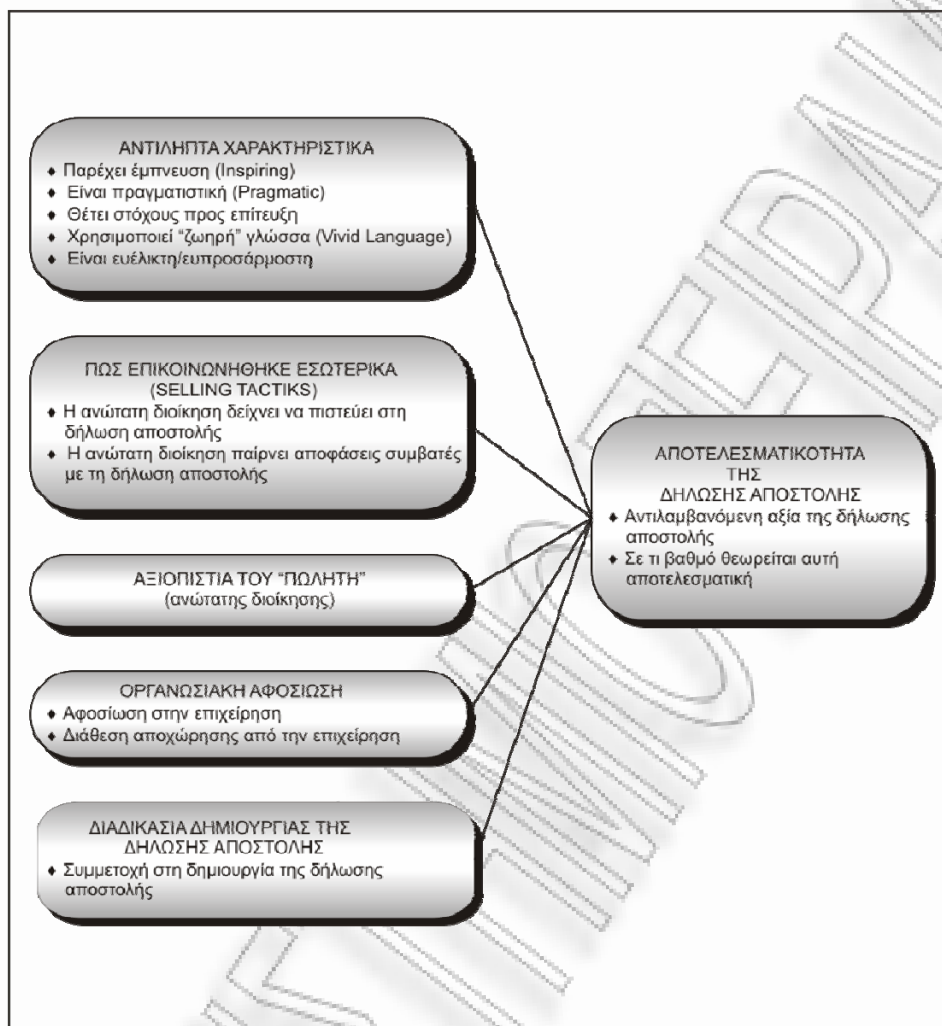 ΑΝΤΙΛΗΠΤΑ ΧΑΡΑΚΤΗΡΙΣΤΙΚΑ
♦ Παρέχει έμπνευση (Inspiring)
♦ Είναι πραγματιστική (Pragmatic)
♦ Θέτει στόχους προς επίτευξη
♦ Χρησιμοποιεί "ζωηρή" γλώσσα (Vivid Language)
♦ Είναι ευέλικτη/ευπροσάρμοστη
ΠΩΣ ΕΠΙΚΟΙΝΩΝΗΘΗΚΕ ΕΣΩΤΕΡΙΚΑ
(SELLING TACTIKS)
♦ Η ανώτατη διοίκηση δείχνει να πιστεύει στη
δήλωση αποστολής
♦ Η ανώτατη διοίκηση παίρνει αποφάσεις συμβατές
με τη δήλωση αποστολής
ΑΞΙΟΠΙΣΤΙΑ ΤΟΥ "ΠΩΛΗΤΗ"
(ανώτατης διοίκησης)
ΟΡΓΑΝΩΣΙΑΚΗ ΑΦΟΣΙΩΣΗ
♦ Αφοσίωση στην επιχείρηση
♦ Διάθεση αποχώρησης από την επιχείρηση
ΔΙΑΔΙΚΑΣΙΑ ΔΗΜΙΟΥΡΓΙΑΣ ΤΗΣ
ΔΗΛΩΣΗΣ ΑΠΟΣΤΟΛΗΣ
♦ Συμμετοχή στη δημιουργία της δήλωσης
αποστολής
ΑΠΟΤΕΛΕΣΜΑΤΙΚΟΤΗΤΑ
ΤΗΣ
ΔΗΛΩΣΗΣ ΑΠΟΣΤΟΛΗΣ
♦ Αντιλαμβανόμενη αξία της δήλωσης
αποστολής
♦ Σε τι βαθμό θεωρείται αυτή
αποτελεσματική